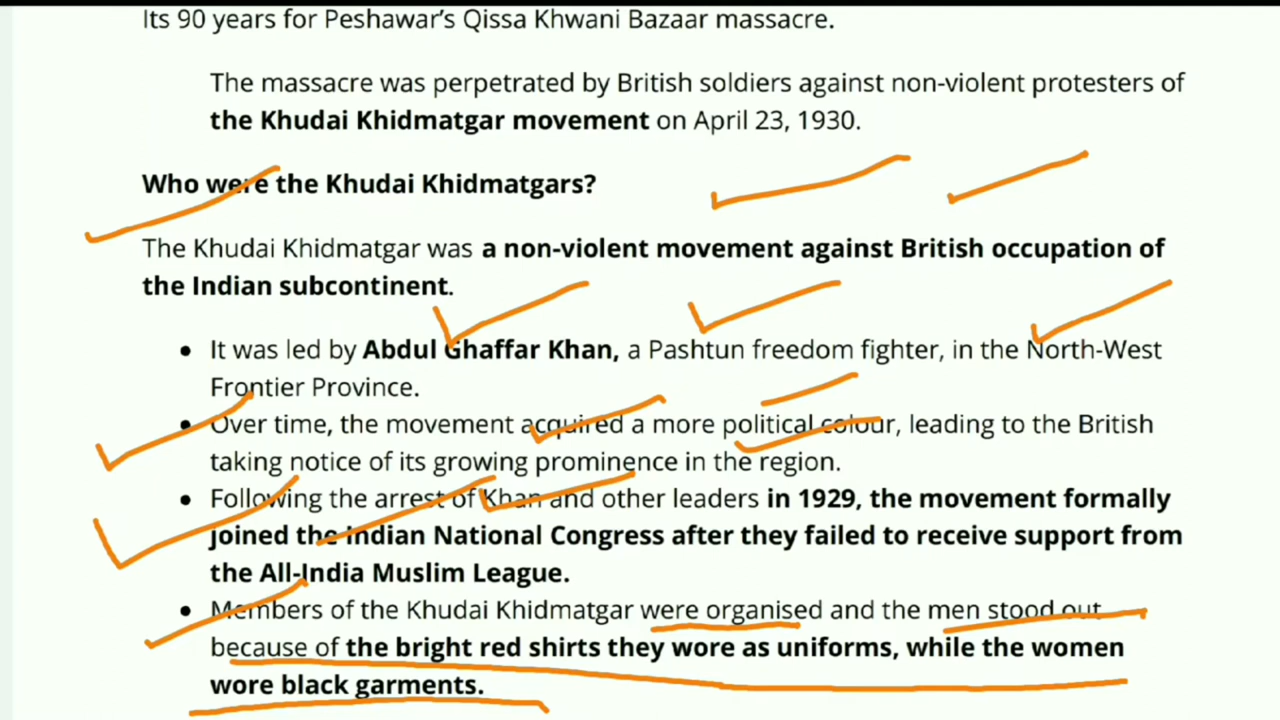 Its 90 years for Peshawar's Qissa Khwani Bazaar massacre.
The massacre was perpetrated by British soldiers against non-violent protesters of
the Khudai Khidmatgar movement on April 23, 1930.
Who were the Khudai Khidmatgars?
The Khudai Khidmatgar was a non-violent movement against British occupation of
the Indian subcontinent.
• It was led by Abdul Ghaffar Khan, a Pashtun freedom fighter, in the North-West
Frontier Province.
• Over time, the movement acquired a more political colour, leading to the British
taking notice of its growing prominence in the region.
• Following the arrest of Khan and other leaders in 1929, the movement formally
joined the Indian National Congress after they failed to receive support from
the All-India Muslim League.
• Members of the Khudai Khidmatgar were organised and the men stood out
because of the bright red shirts they wore as uniforms, while the women
wore black garments.